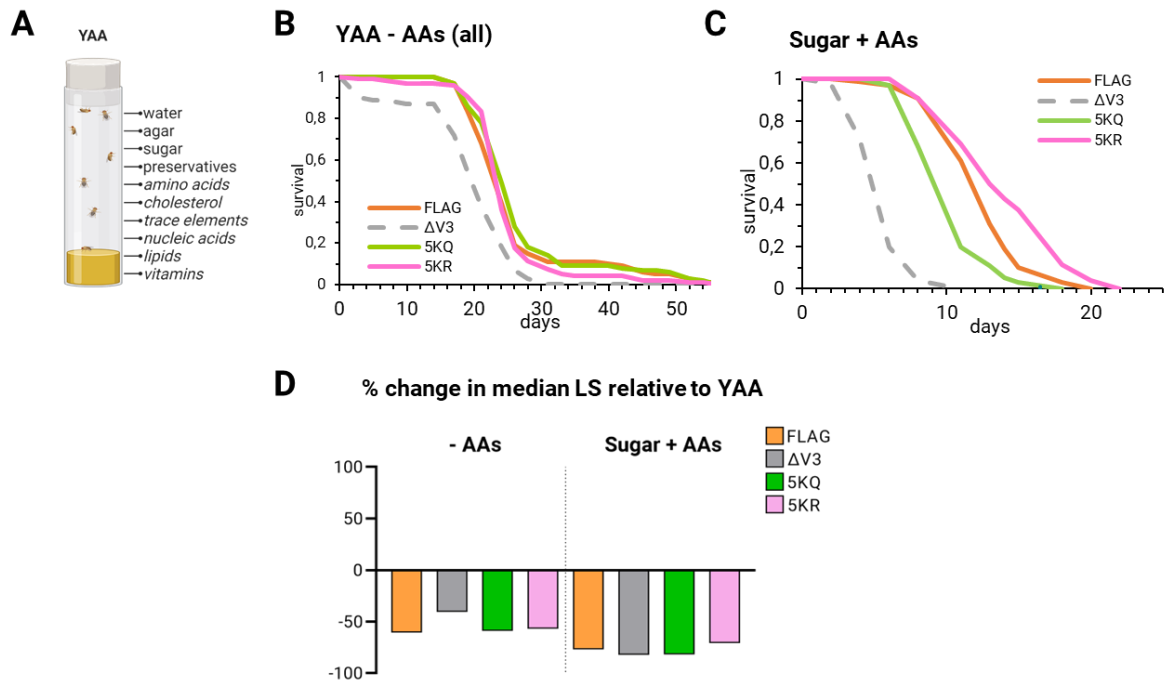 A
YAA
water
agar
sugar
preservatives
amino acids
cholesterol
trace elements
nucleic acids
lipids
vitamins
B
YAA - AAs (all)
survival
1
0,8
0,6
0,4
0,2
0
0
10
20
30
40
50
days
FLAG
ΔV3
5KQ
5KR
C
Sugar + AAs
survival
1
0,8
0,6
0,4
0,2
0
0
10
20
days
FLAG
ΔV3
5KQ
5KR
D
% change in median LS relative to YAA
- AAs
Sugar + AAs
100
50
0
-50
-100
FLAG
ΔV3
5KQ
5KR